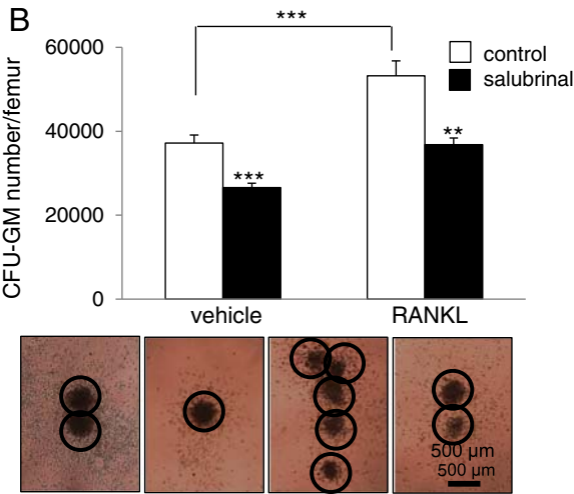 B
***
60000
40000
20000
0
CFU-GM number/femur
control
salubrinal
***
**
vehicle
RANKL
500 µm
500 µm